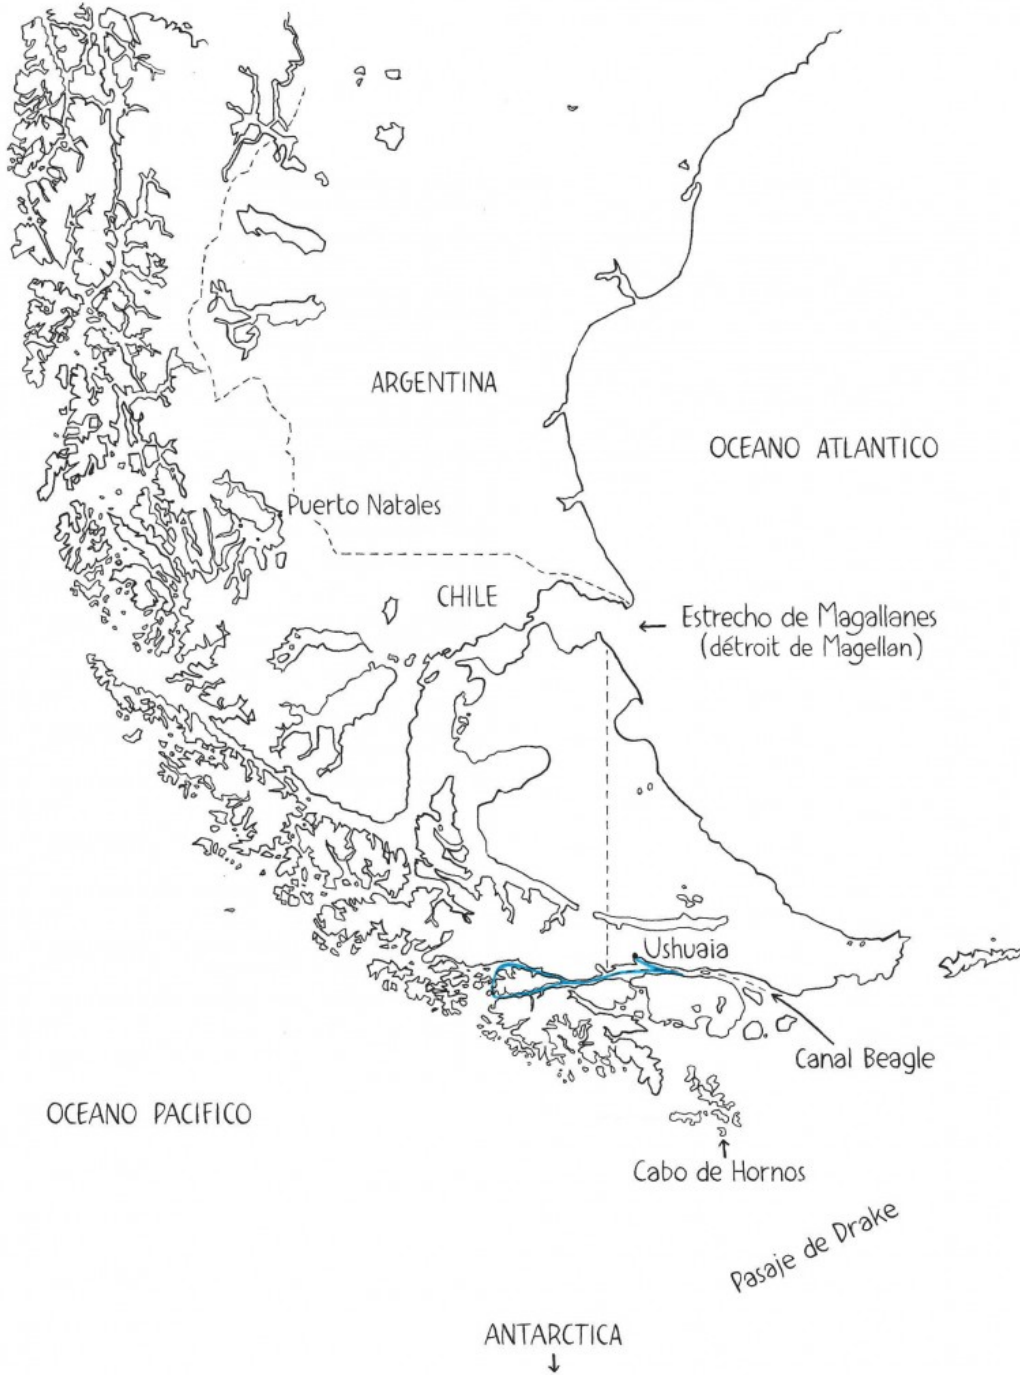 ARGENTINA
OCEANO ATLANTICO
Puerto Natales
CHILE
Estrecho de Magallanes
(détroit de Magellan)
Ushuaia
Canal Beagle
OCEANO PACIFICO
Cabo de Hornos
Pasaje de Drake
ANTARCTICA